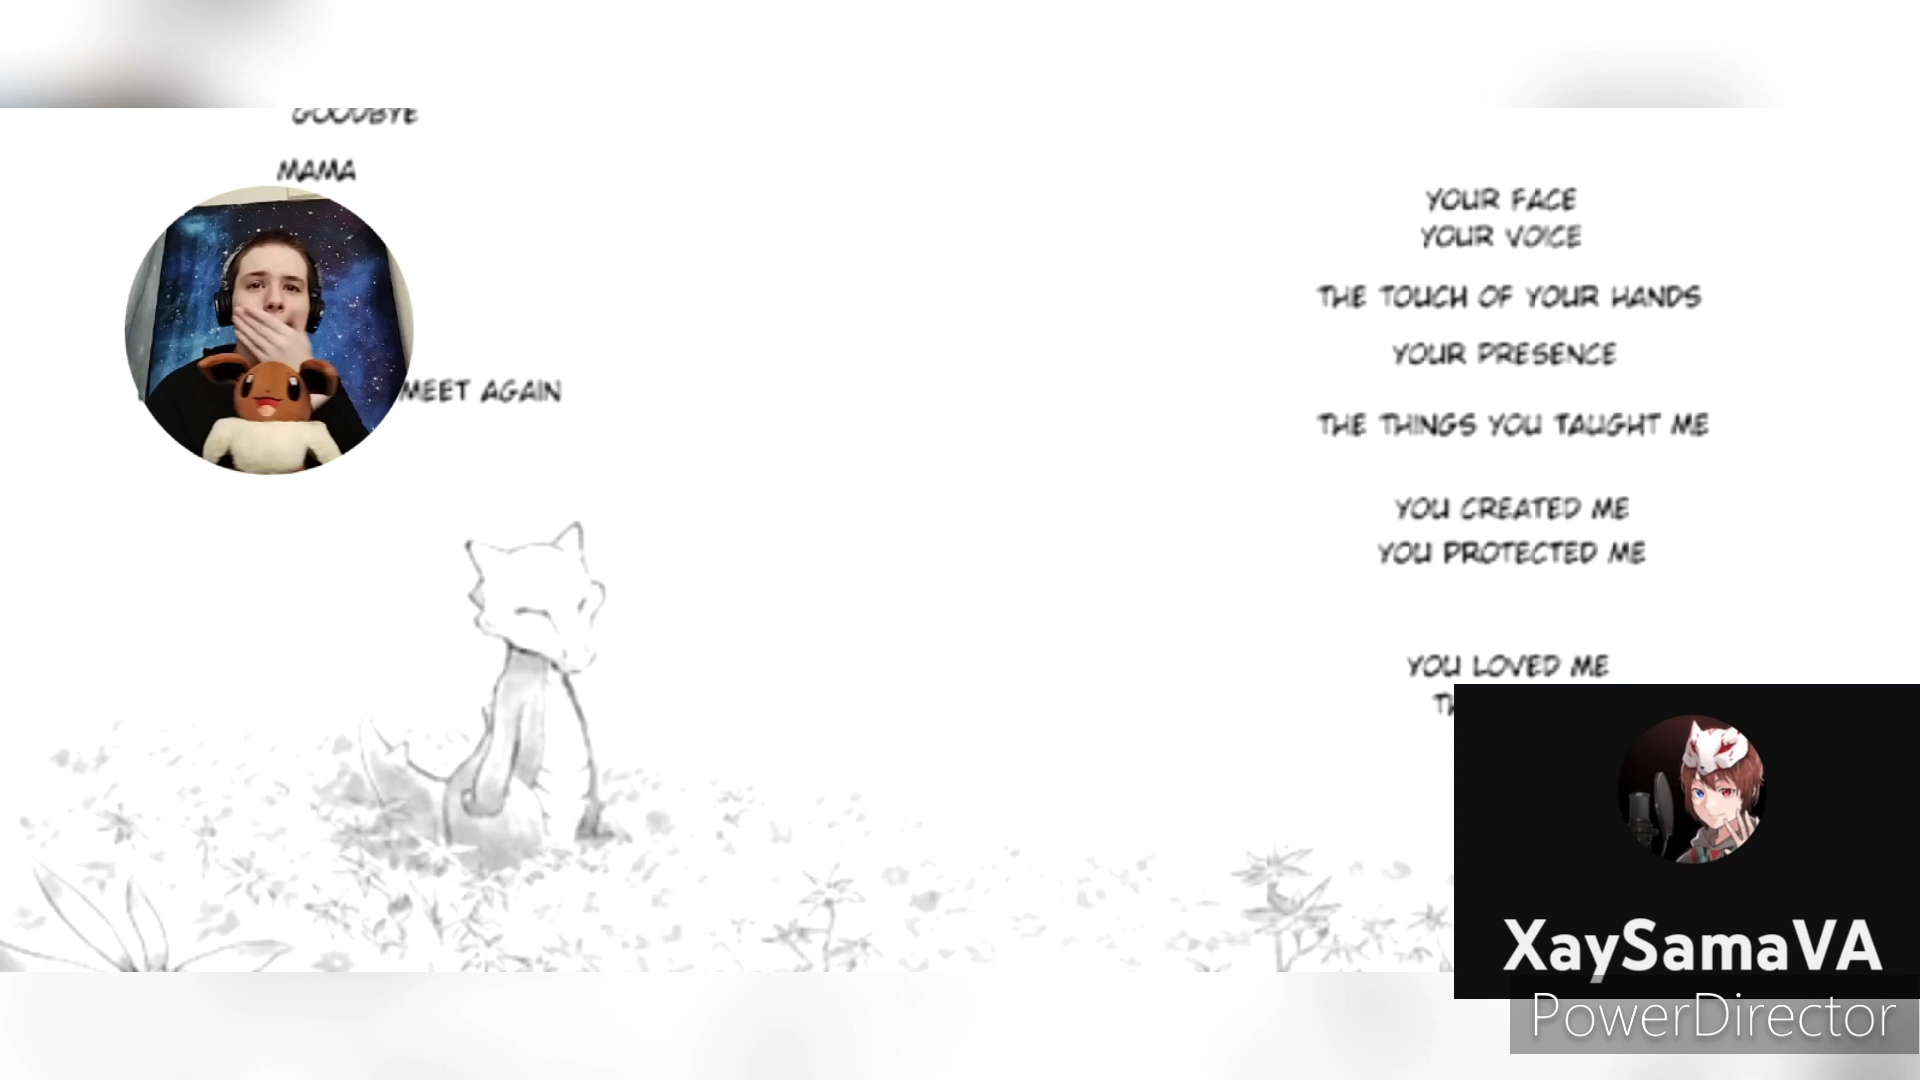 GOODBYE
MAMA
MEET AGAIN
YOUR FACE
YOUR VOICE
THE TOUCH OF YOUR HANDS
YOUR PRESENCE
THE THINGS YOU TAUGHT ME
YOU CREATED ME
YOU PROTECTED ME
YOU LOVED ME
XaySamaVA
PowerDirector